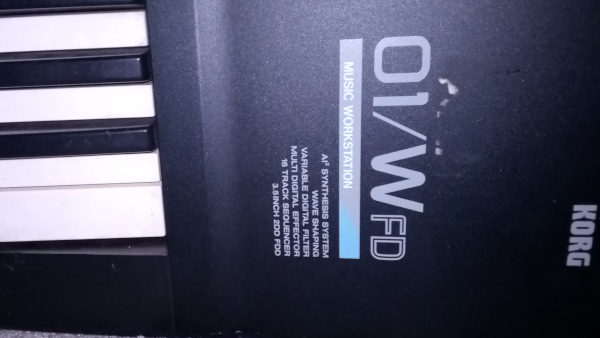 KORG
01/W FD
MUSIC WORKSTATION
AI² SYNTHESIS SYSTEM
WAVE SHAPING
VARIABLE DIGITAL FILTER
MULTI DIGITAL EFFECTOR
16 TRACK SEQUENCER
3.5INCH 2DD FDD